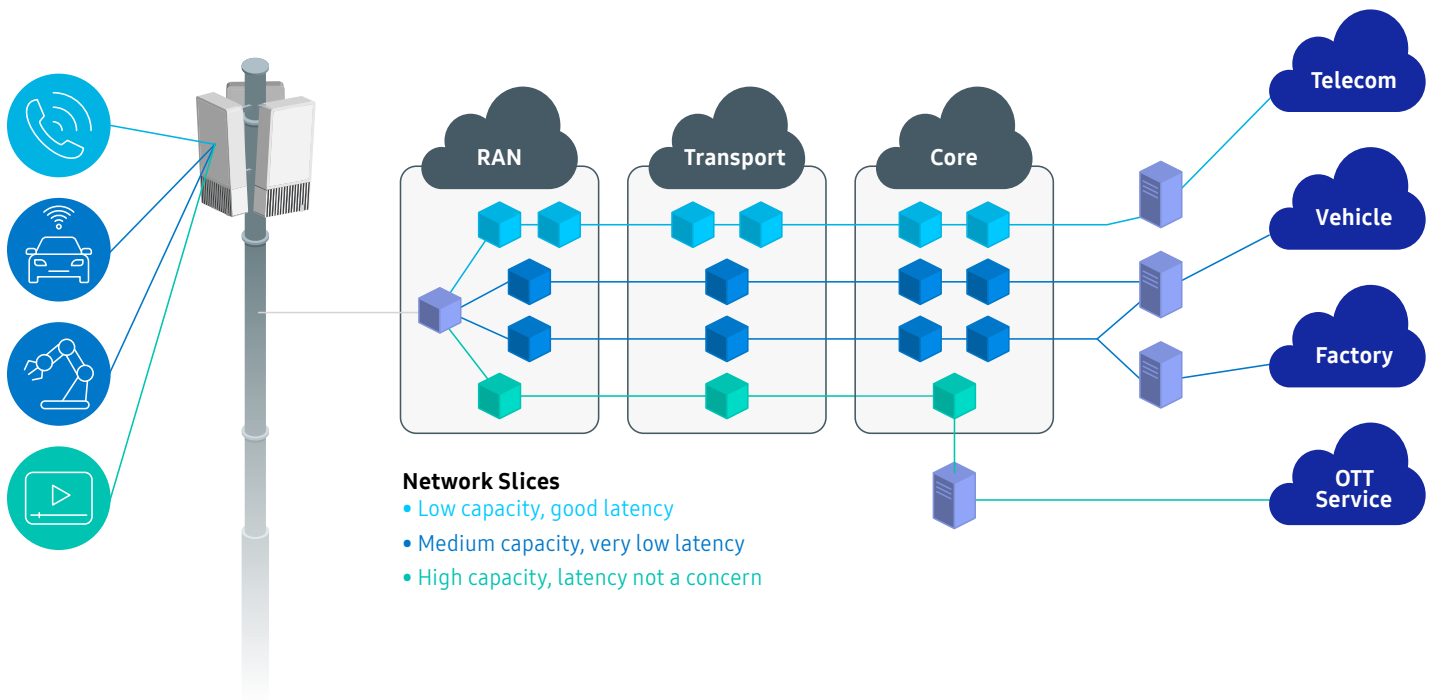 Telecom
RAN
Transport
Core
Vehicle
Factory
OTT
Service
Network Slices
• Low capacity, good latency
• Medium capacity, very low latency
• High capacity, latency not a concern